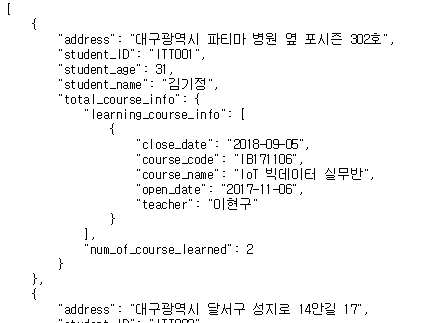 [
    {
        "address": "대구광역시 파티마 병원 옆 포시즌 302호",
        "student_ID": "ITT001",
        "student_age": 31,
        "student_name": "김기정",
        "total_course_info": {
            "learning_course_info": [
                {
                    "close_date": "2018-09-05",
                    "course_code": "IB171106",
                    "course_name": "IoT 빅데이터 실무반",
                    "open_date": "2017-11-06",
                    "teacher": "이현구"
                }
            ],
            "num_of_course_learned": 2
        }
    },
    {
        "address": "대구광역시 달서구 성지로 14안길 17",
        "student_ID":